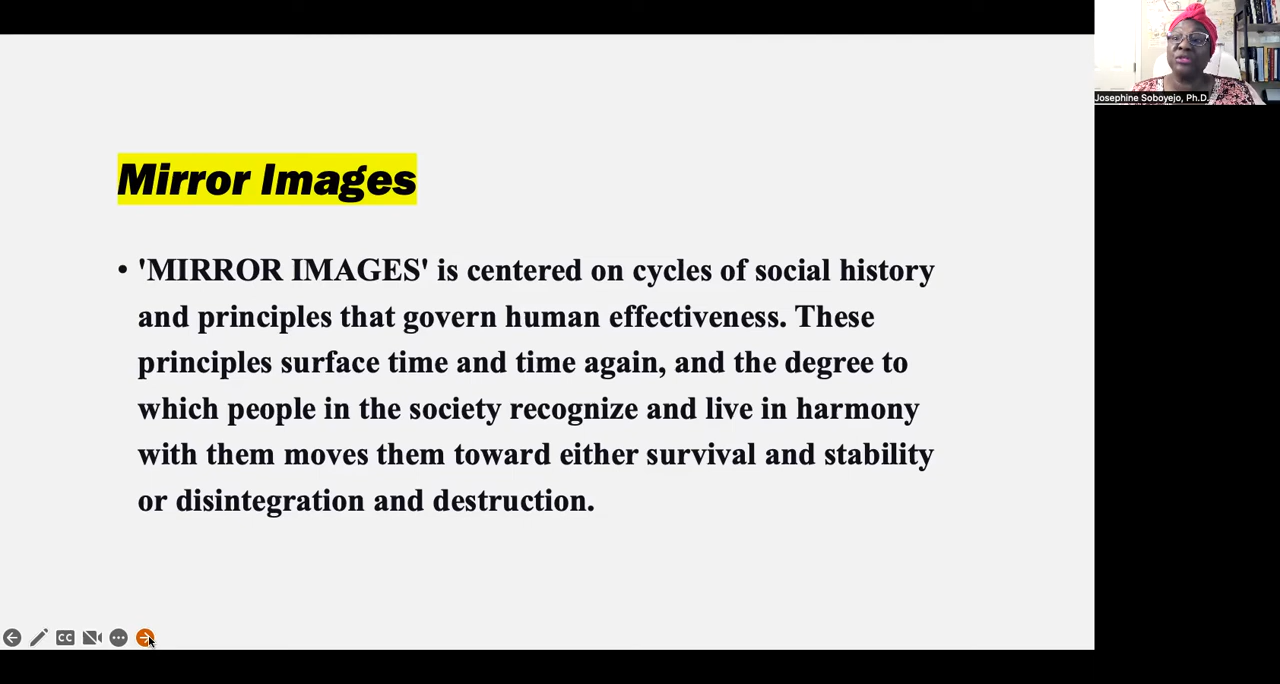 Josephine Soboyejo, Ph.D.
Mirror Images
• 'MIRROR IMAGES' is centered on cycles of social history
and principles that govern human effectiveness. These
principles surface time and time again, and the degree to
which people in the society recognize and live in harmony
with them moves them toward either survival and stability
or disintegration and destruction.
CC